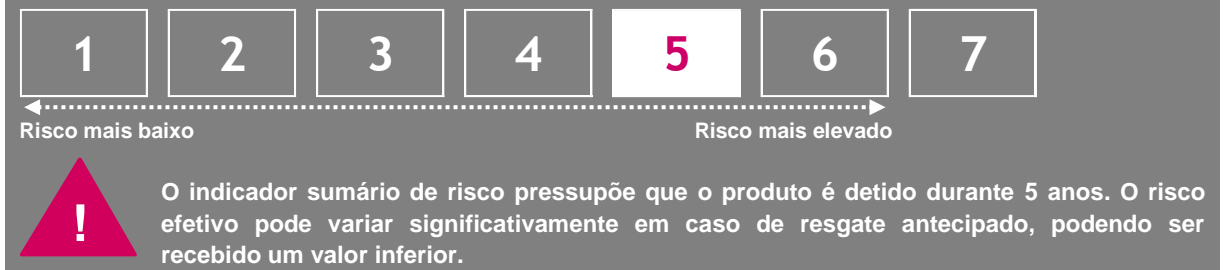 1 2 3 4 5 6 7
Risco mais baixo Risco mais elevado
! O indicador sumário de risco pressupõe que o produto é detido durante 5 anos. O risco
efetivo pode variar significativamente em caso de resgate antecipado, podendo ser
recebido um valor inferior.